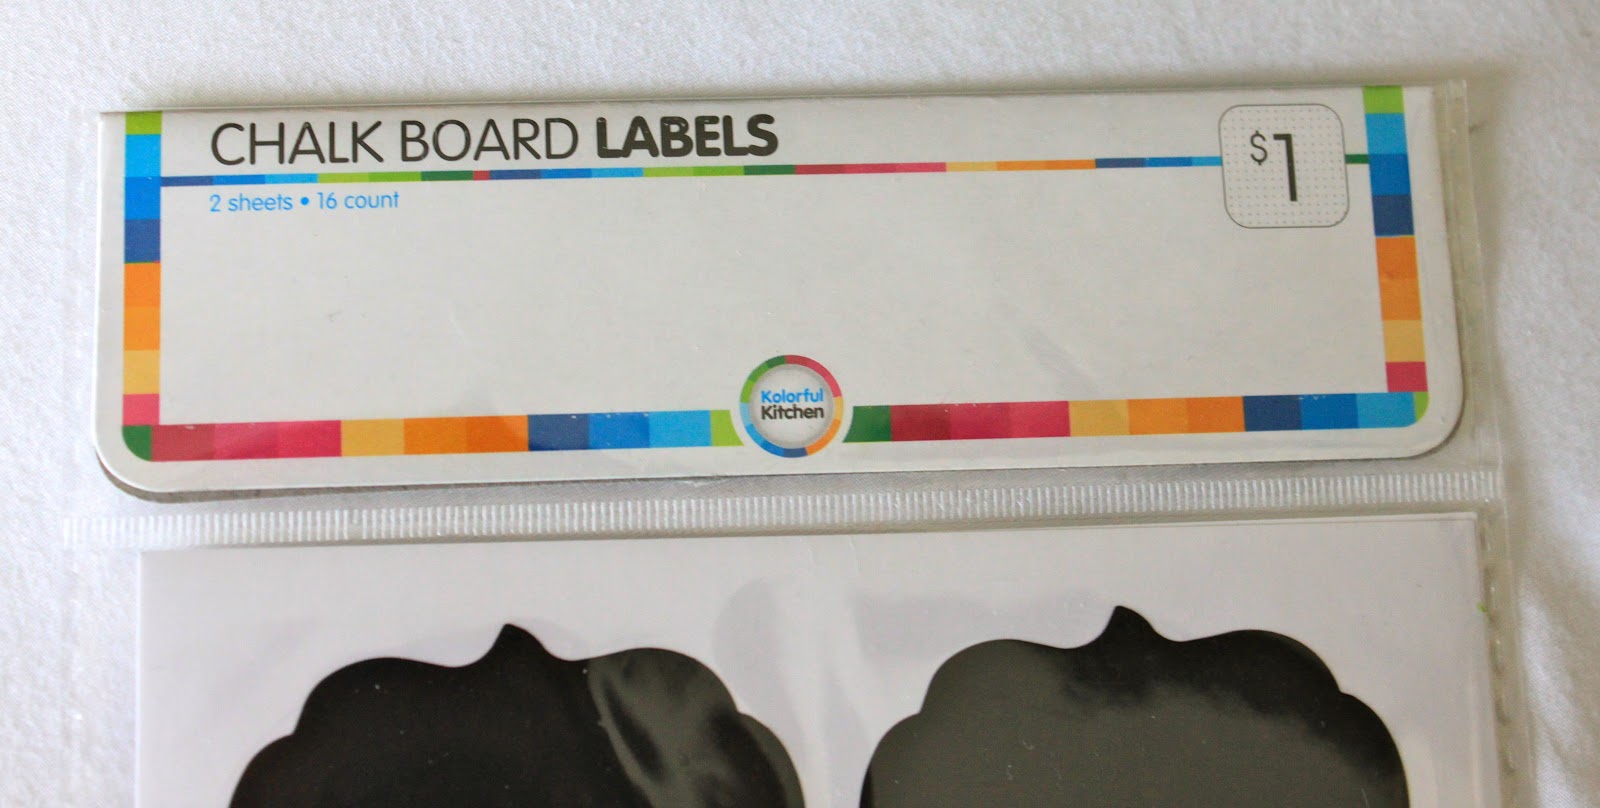 CHALK BOARD LABELS
$1
2 sheets • 16 count
Kolorful
Kitchen